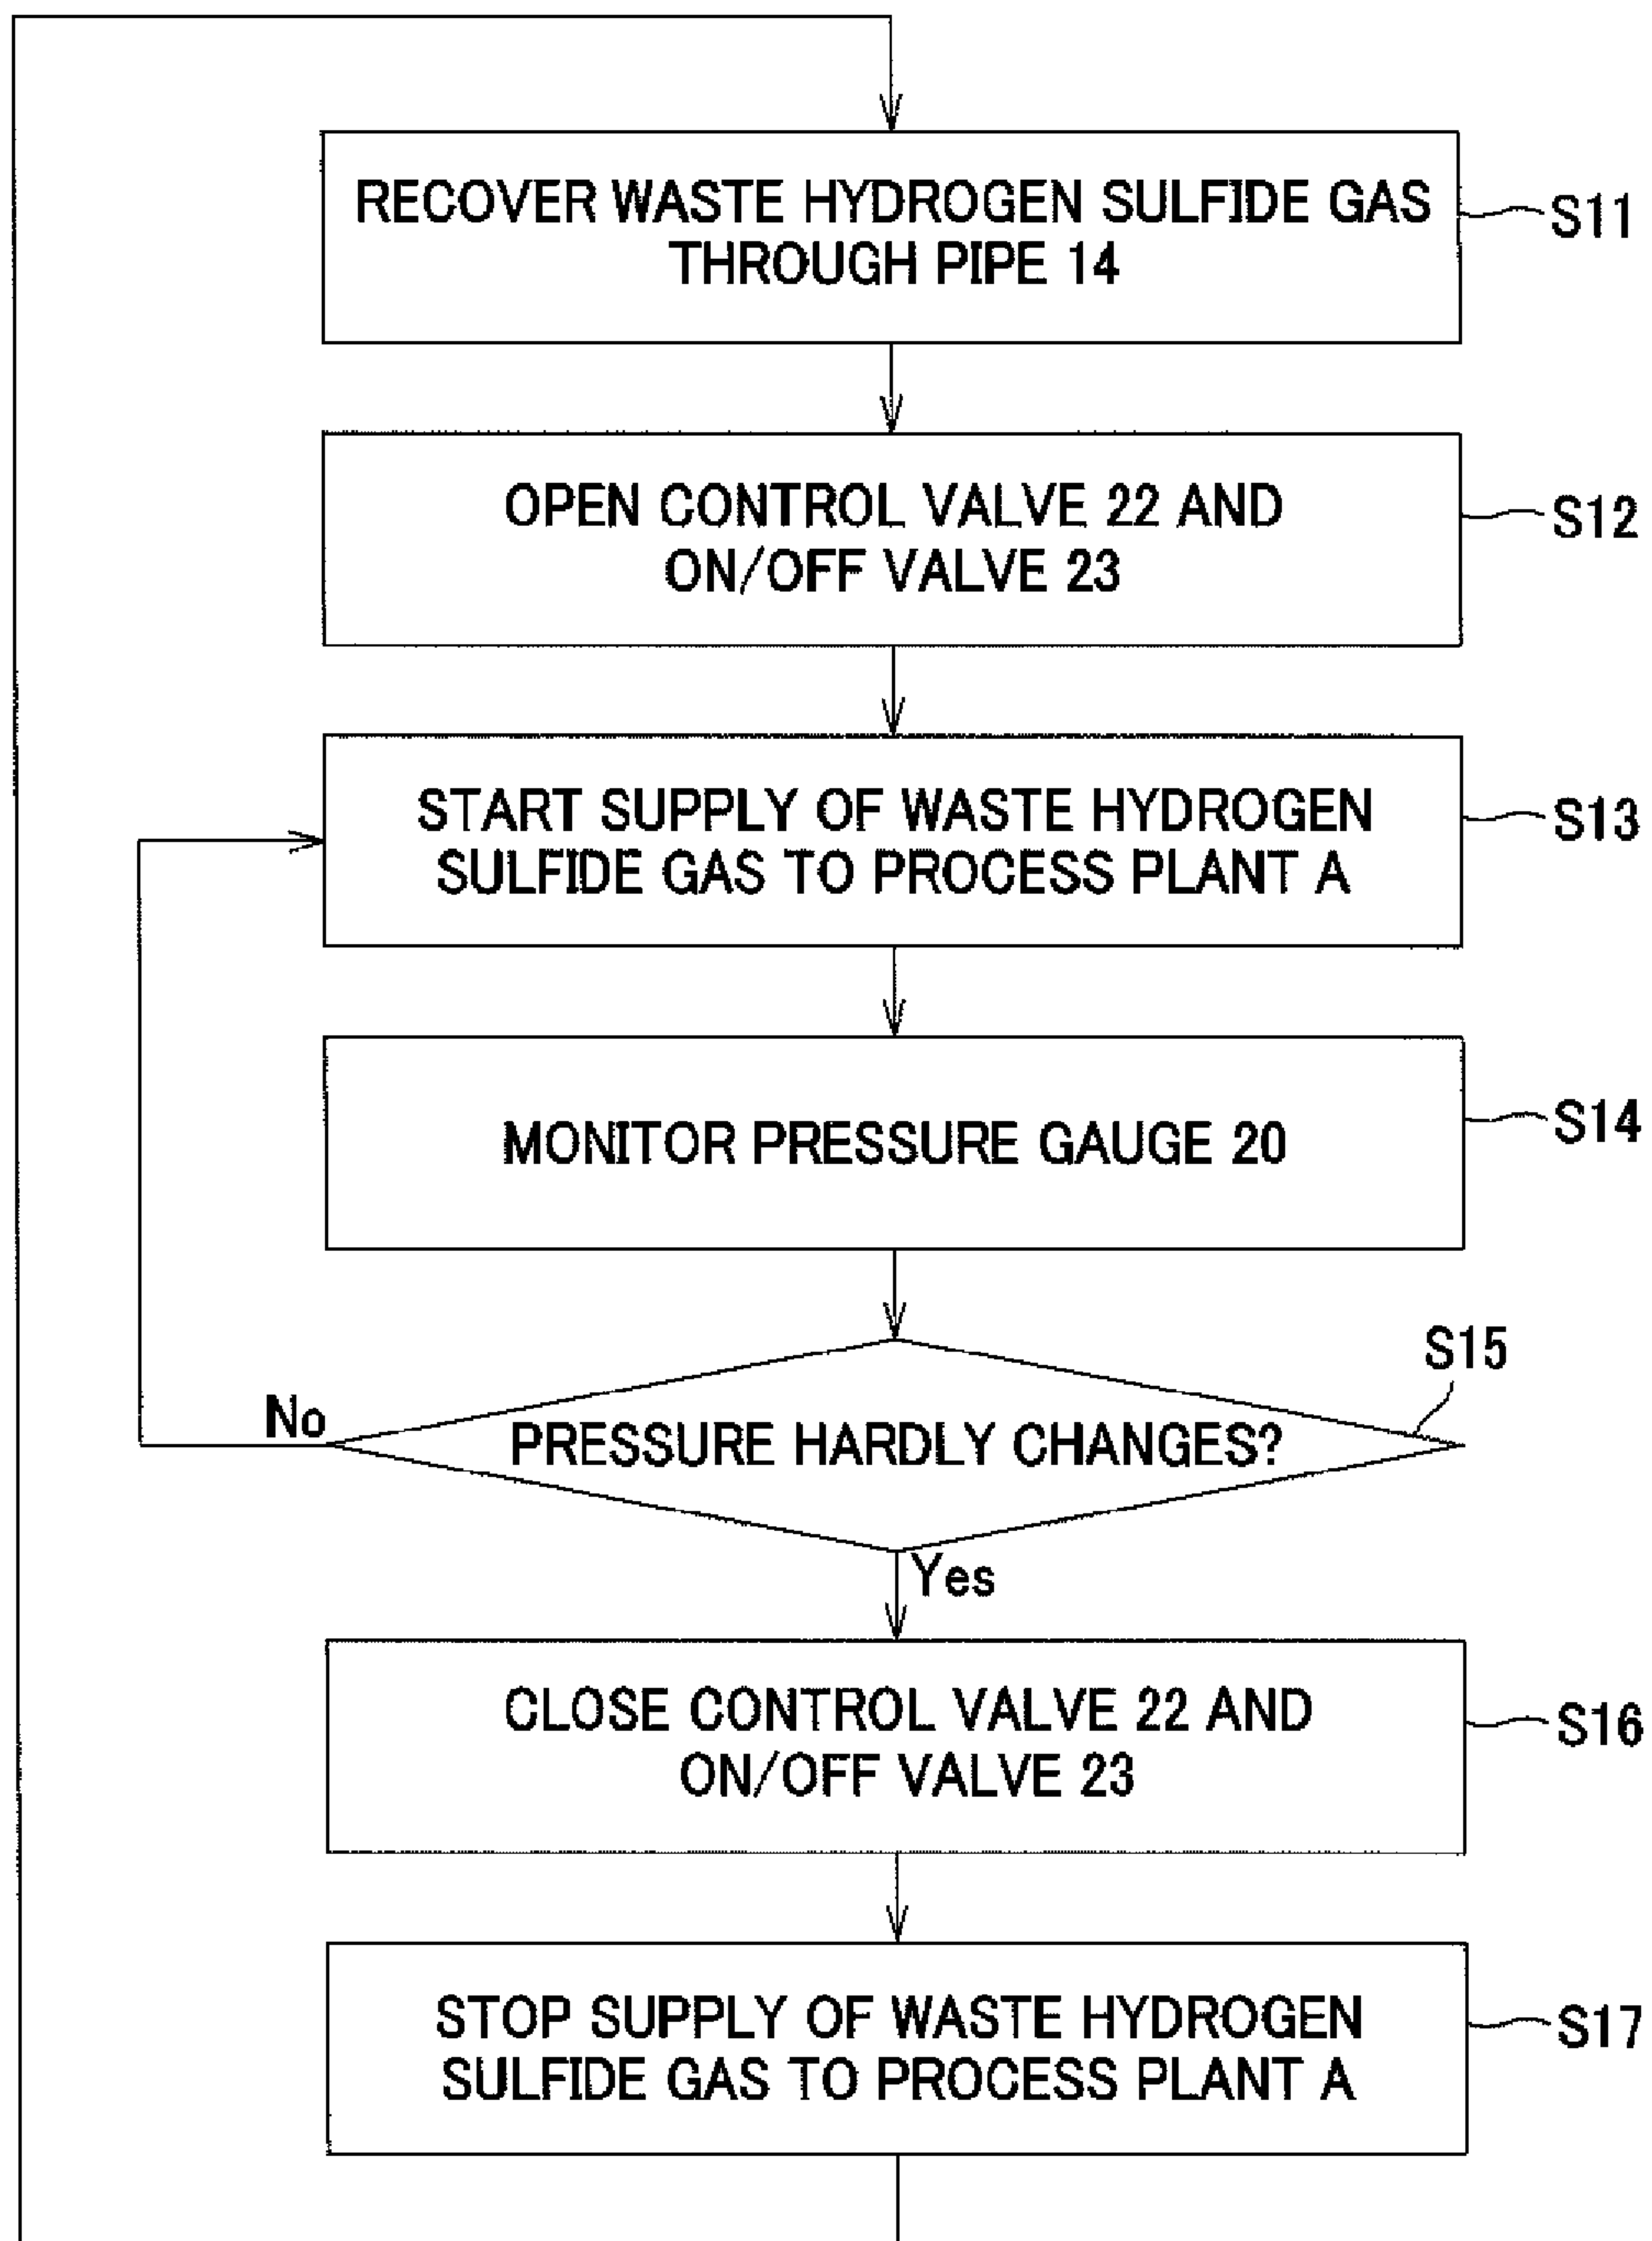 RECOVER WASTE HYDROGEN SULFIDE GAS
THROUGH PIPE 14
S11
OPEN CONTROL VALVE 22 AND
ON/OFF VALVE 23
S12
START SUPPLY OF WASTE HYDROGEN
SULFIDE GAS TO PROCESS PLANT A
S13
MONITOR PRESSURE GAUGE 20
S14
S15
No
PRESSURE HARDLY CHANGES?
Yes
CLOSE CONTROL VALVE 22 AND
ON/OFF VALVE 23
S16
STOP SUPPLY OF WASTE HYDROGEN
SULFIDE GAS TO PROCESS PLANT A
S17